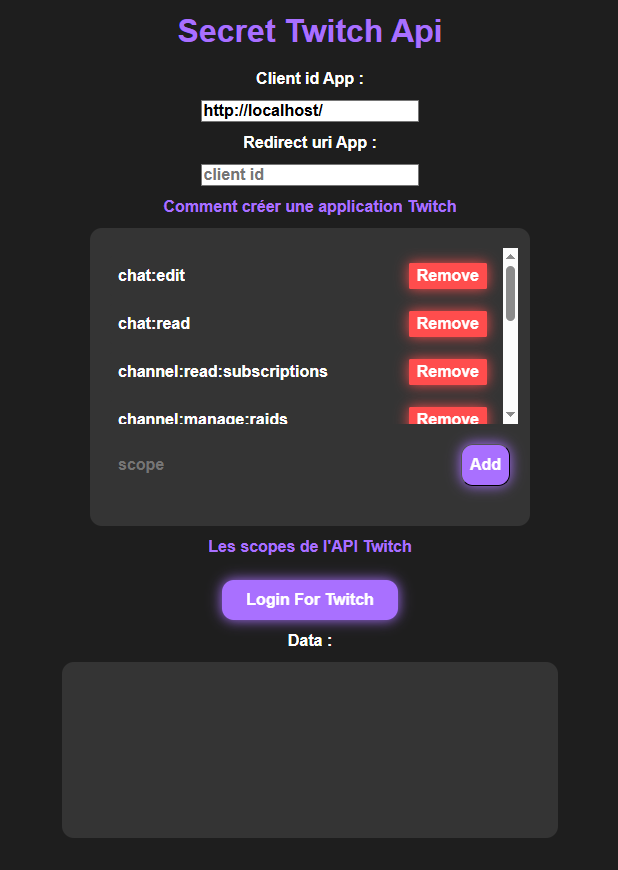 Secret Twitch Api
Client id App :
http://localhost/
Redirect uri App :
client id
Comment créer une application Twitch
chat:edit Remove
chat:read Remove
channel:read:subscriptions Remove
channel:manage:raids Remove
scope Add
Les scopes de l'API Twitch
Login For Twitch
Data :